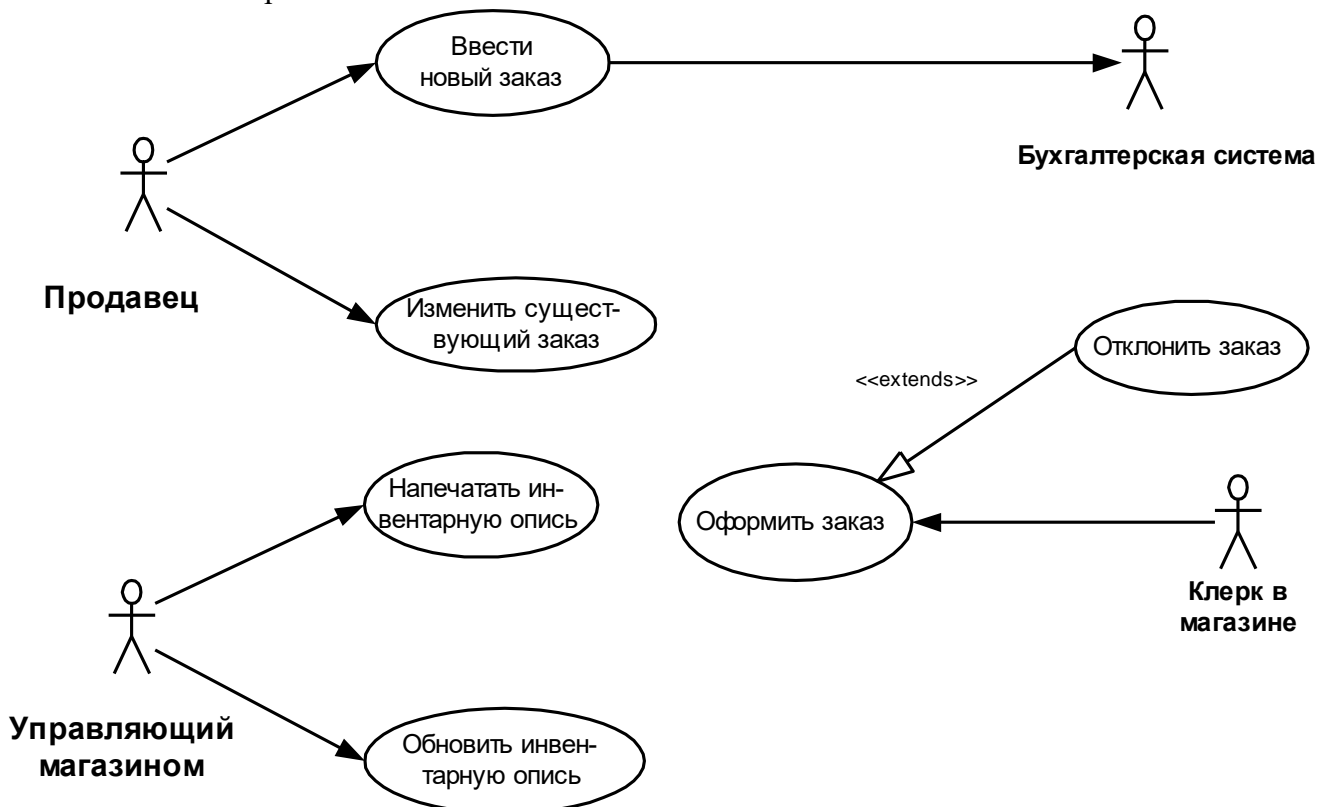 Ввести
новый заказ
Бухгалтерская система
Продавец
Изменить сущест-
вующий заказ
Отклонить заказ
<<extends>>
Напечатать ин-
вентарную опись
Оформить заказ
Клерк в
магазине
Управляющий
магазином
Обновить инвен-
тарную опись